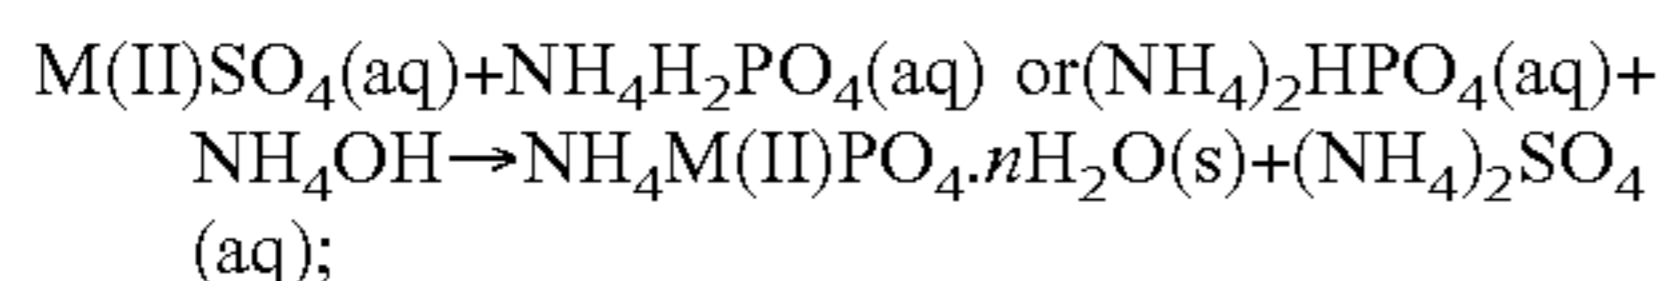 M(II)SO₄(aq)+NH₄H₂PO₄(aq) or(NH₄)₂HPO₄(aq)+
NH₄OH→NH₄M(II)PO₄.nH₂O(s)+(NH₄)₂SO₄
(aq);